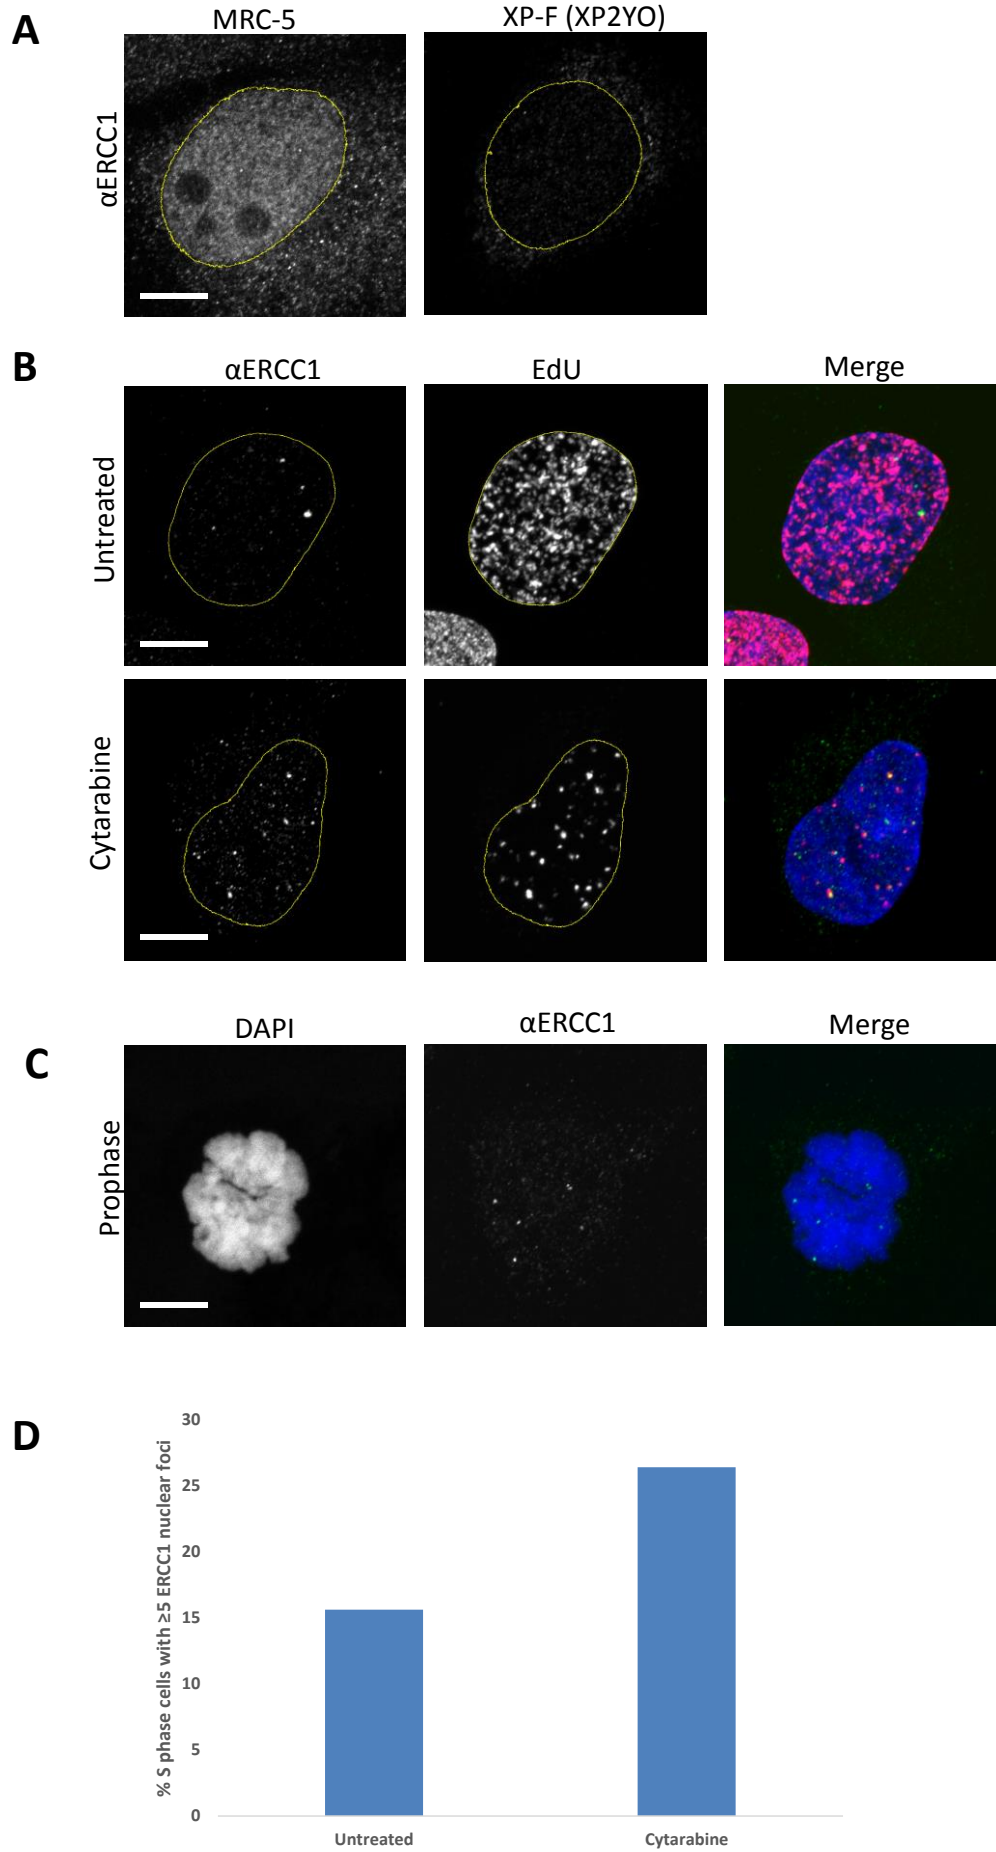 A
MRC-5
XP-F (XP2YO)
αERCC1
B
αERCC1
EdU
Merge
Untreated
Cytarabine
C
DAPI
αERCC1
Merge
Prophase
D
% S phase cells with ≥5 ERCC1 nuclear foci
30
25
20
15
10
5
0
Untreated
Cytarabine